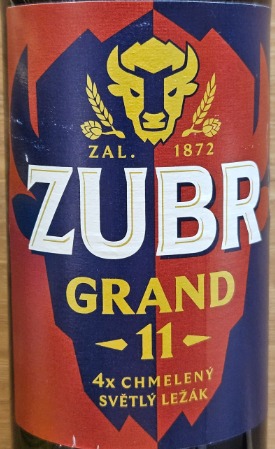 ZAL. 1872
ZUBR
GRAND
11
4x CHMELENÝ
SVĚTLÝ LEŽÁK